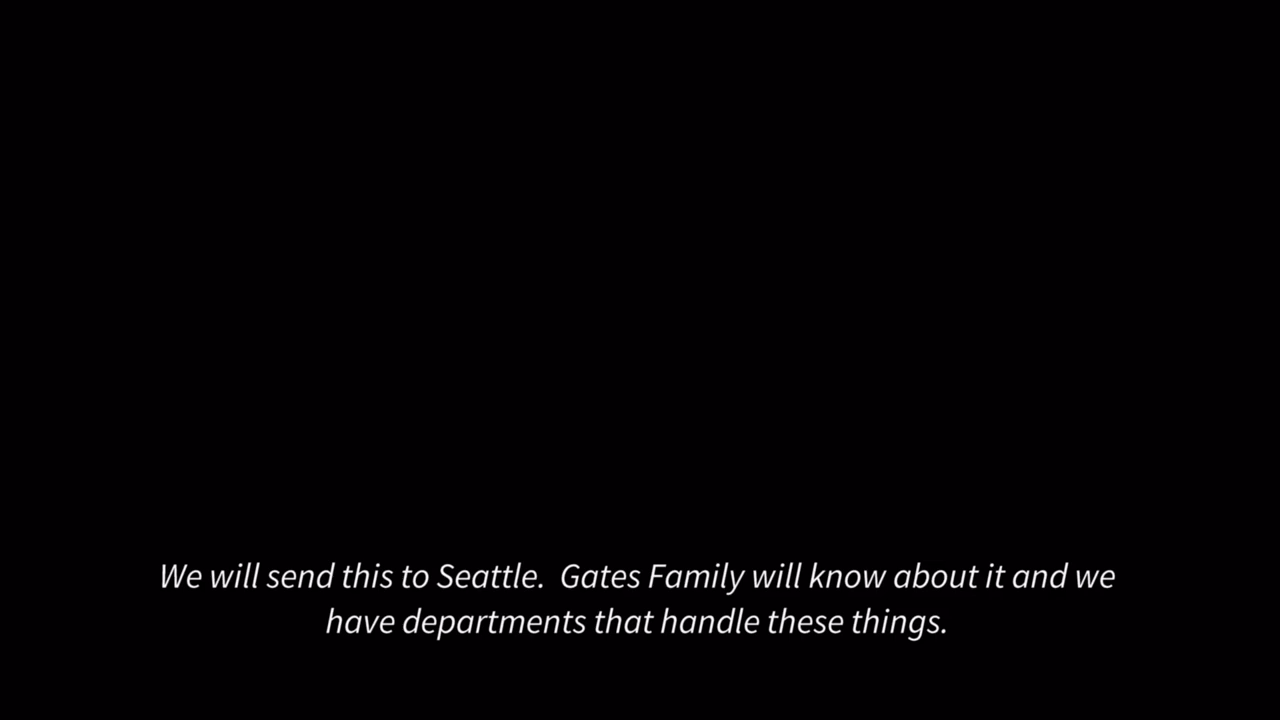 We will send this to Seattle.  Gates Family will know about it and we
have departments that handle these things.